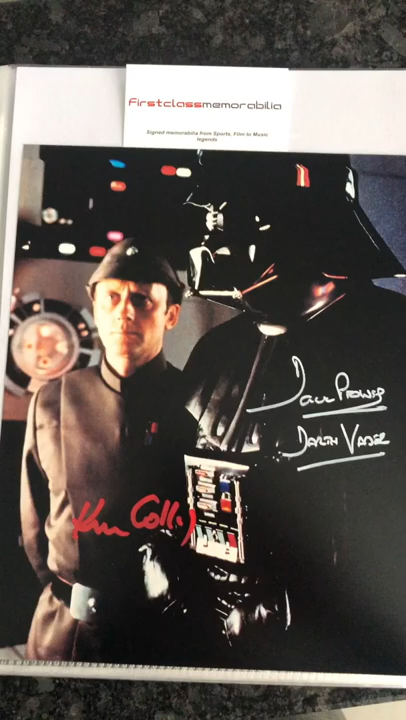 Firstclassmemorabilia
Signed memorabilia from Sports, Film to Music
legends
Dave Prowse
DARTH VADER
Ken Colley